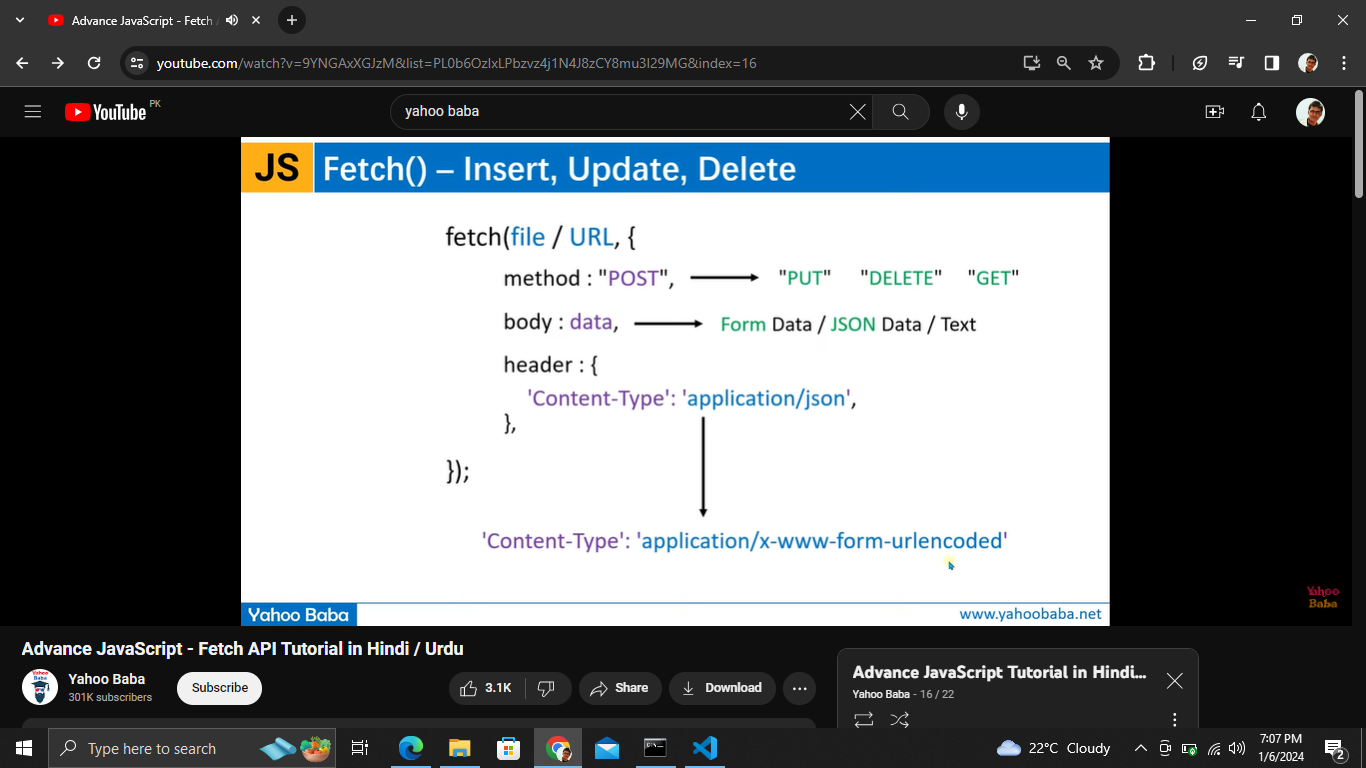 Advance JavaScript - Fetch A
youtube.com/watch?v=9YNGAxXGJzM&list=PL0b6OzIxLPbzvz4j1N4J8zCY8mu3I29MG&index=16
YouTube PK
yahoo baba
JS Fetch() – Insert, Update, Delete
fetch(file / URL, {
method : "POST", "PUT" "DELETE" "GET"
body : data, Form Data / JSON Data / Text
header : {
'Content-Type': 'application/json',
},
});
'Content-Type': 'application/x-www-form-urlencoded'
Yahoo Baba www.yahoobaba.net
Yahoo
Baba
Advance JavaScript - Fetch API Tutorial in Hindi / Urdu
Yahoo Baba
301K subscribers
Subscribe
3.1K
Share
Download
Advance JavaScript Tutorial in Hindi...
Yahoo Baba - 16 / 22
Type here to search
22°C Cloudy
7:07 PM
1/6/2024
2